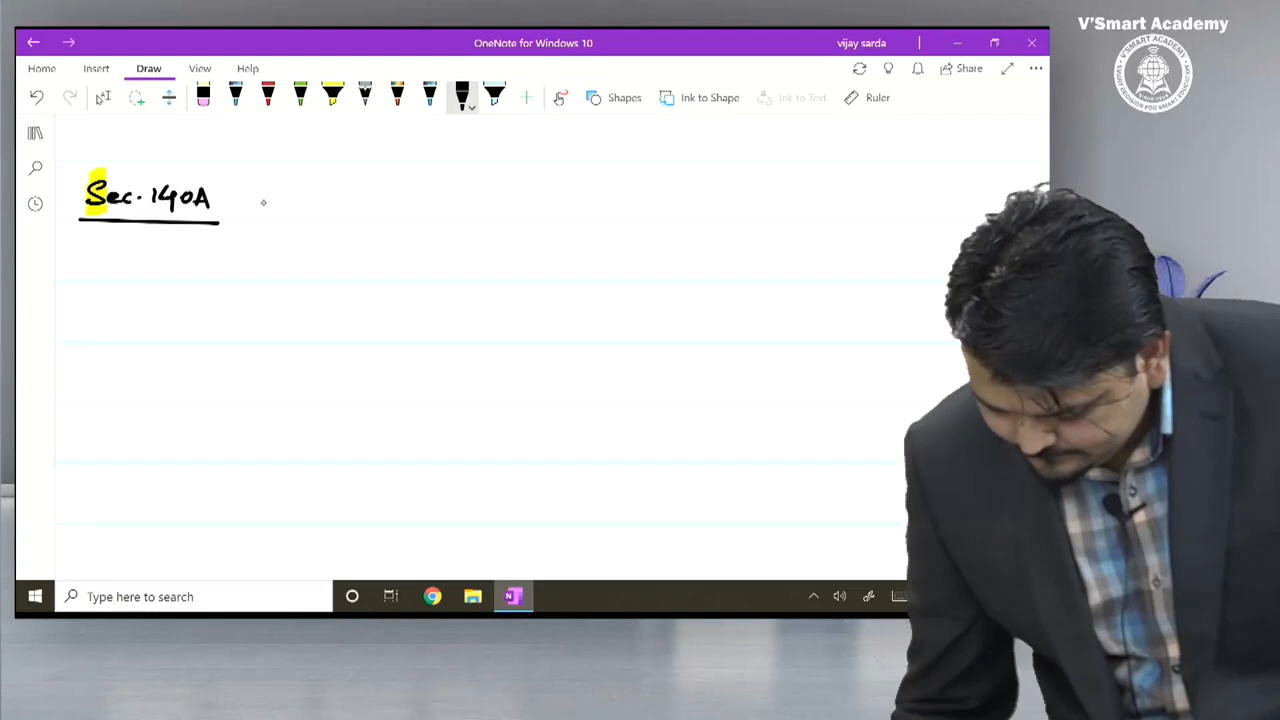 V'Smart Academy
OneNote for Windows 10
vijay sarda
Home Insert Draw View Help
Share
Shapes Ink to Shape Ink to Text Ruler
Sec. 140A
Type here to search